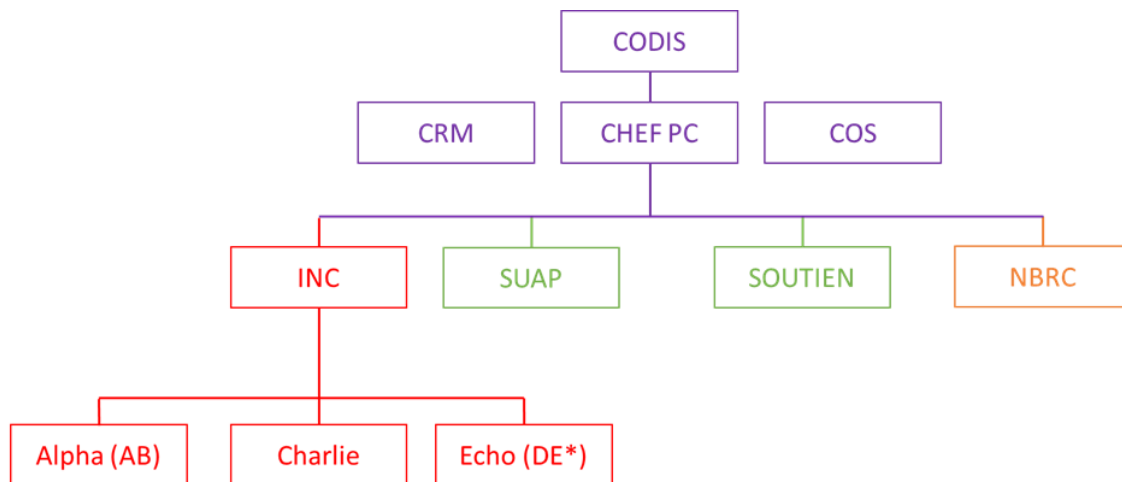 CODIS
CRM
CHEF PC
COS
INC
SUAP
SOUTIEN
NBRC
Alpha (AB)
Charlie
Echo (DE*)